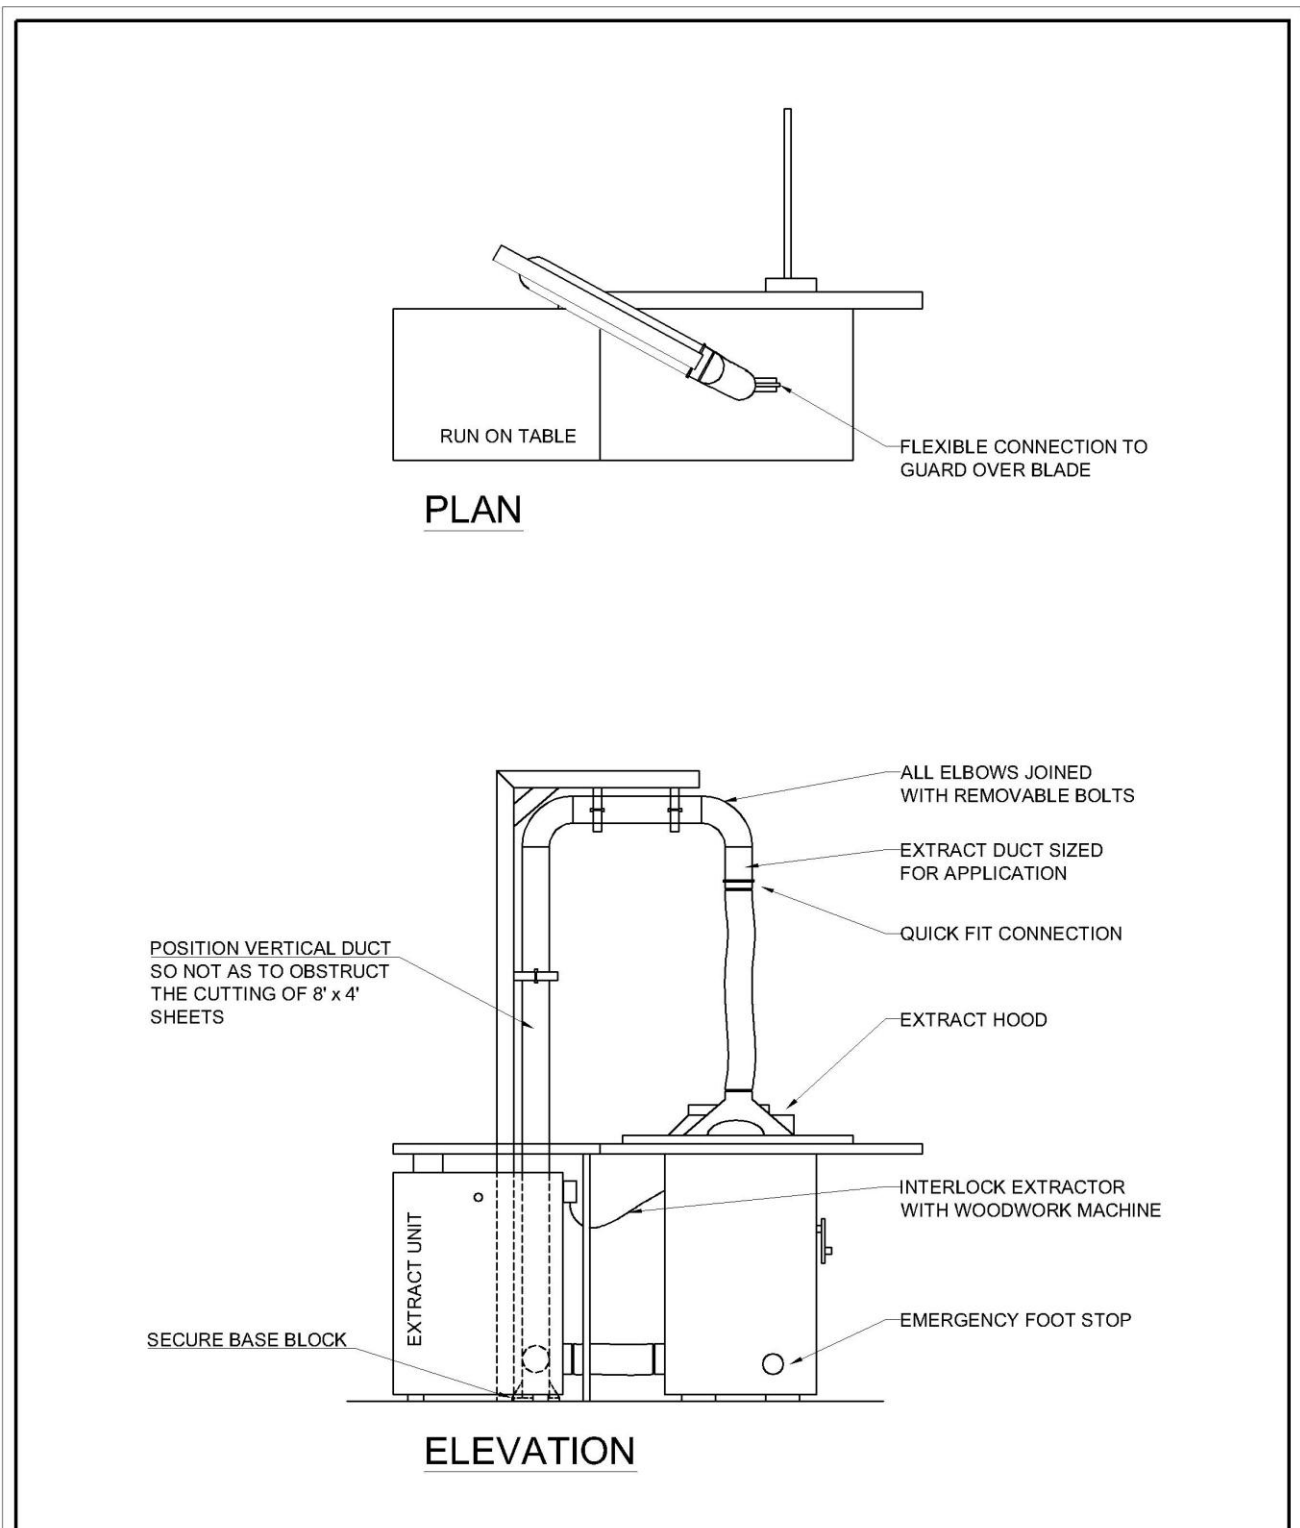 RUN ON TABLE
FLEXIBLE CONNECTION TO
GUARD OVER BLADE
PLAN
ALL ELBOWS JOINED
WITH REMOVABLE BOLTS
EXTRACT DUCT SIZED
FOR APPLICATION
QUICK FIT CONNECTION
POSITION VERTICAL DUCT
SO NOT AS TO OBSTRUCT
THE CUTTING OF 8' x 4'
SHEETS
EXTRACT HOOD
INTERLOCK EXTRACTOR
WITH WOODWORK MACHINE
EXTRACT UNIT
EMERGENCY FOOT STOP
SECURE BASE BLOCK
ELEVATION